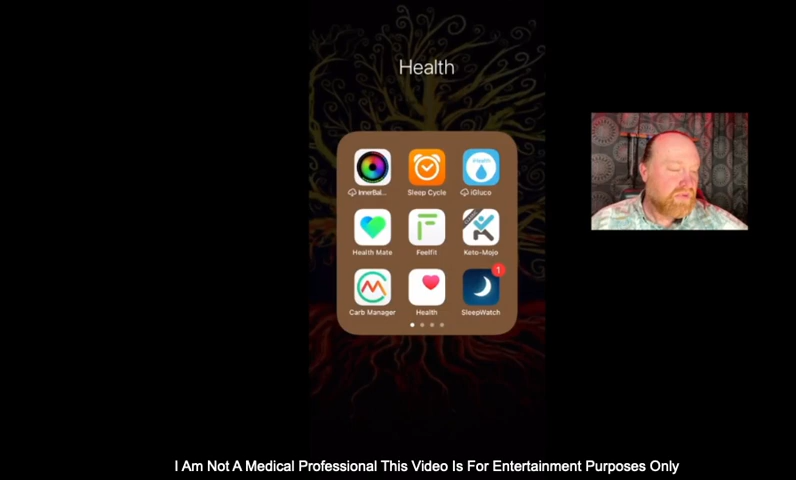 Health
InnerBal...
Sleep Cycle
iHealth
iGluco
Health Mate
Feelfit
Keto-Mojo
Carb Manager
Health
1
SleepWatch
I Am Not A Medical Professional This Video Is For Entertainment Purposes Only